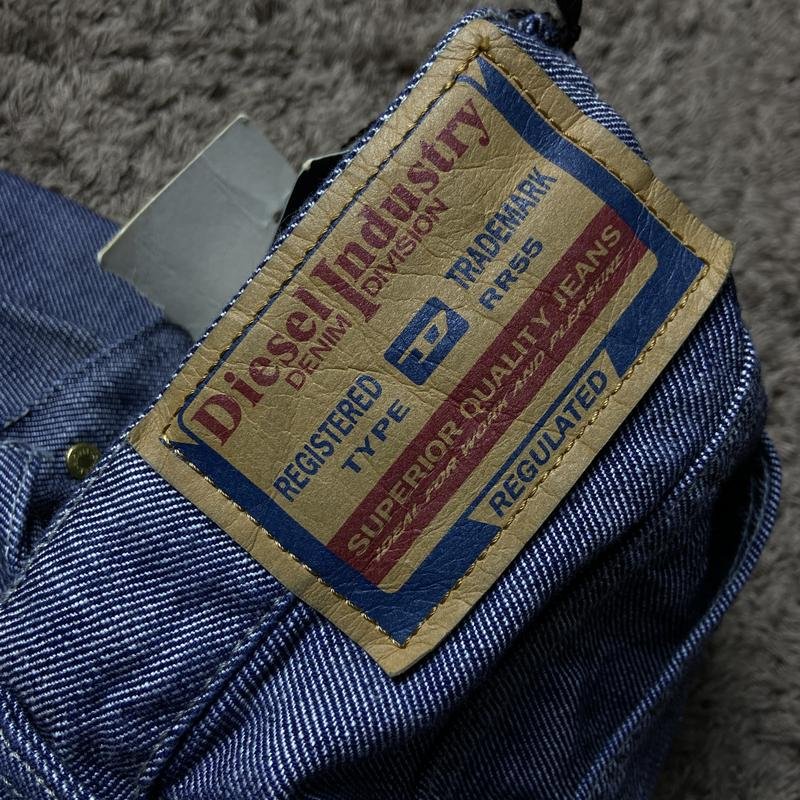 Diesel Industry
DENIM DIVISION
REGISTERED D TRADEMARK
TYPE RR55
SUPERIOR QUALITY JEANS
IDEAL FOR WORK AND PLEASURE
REGULATED